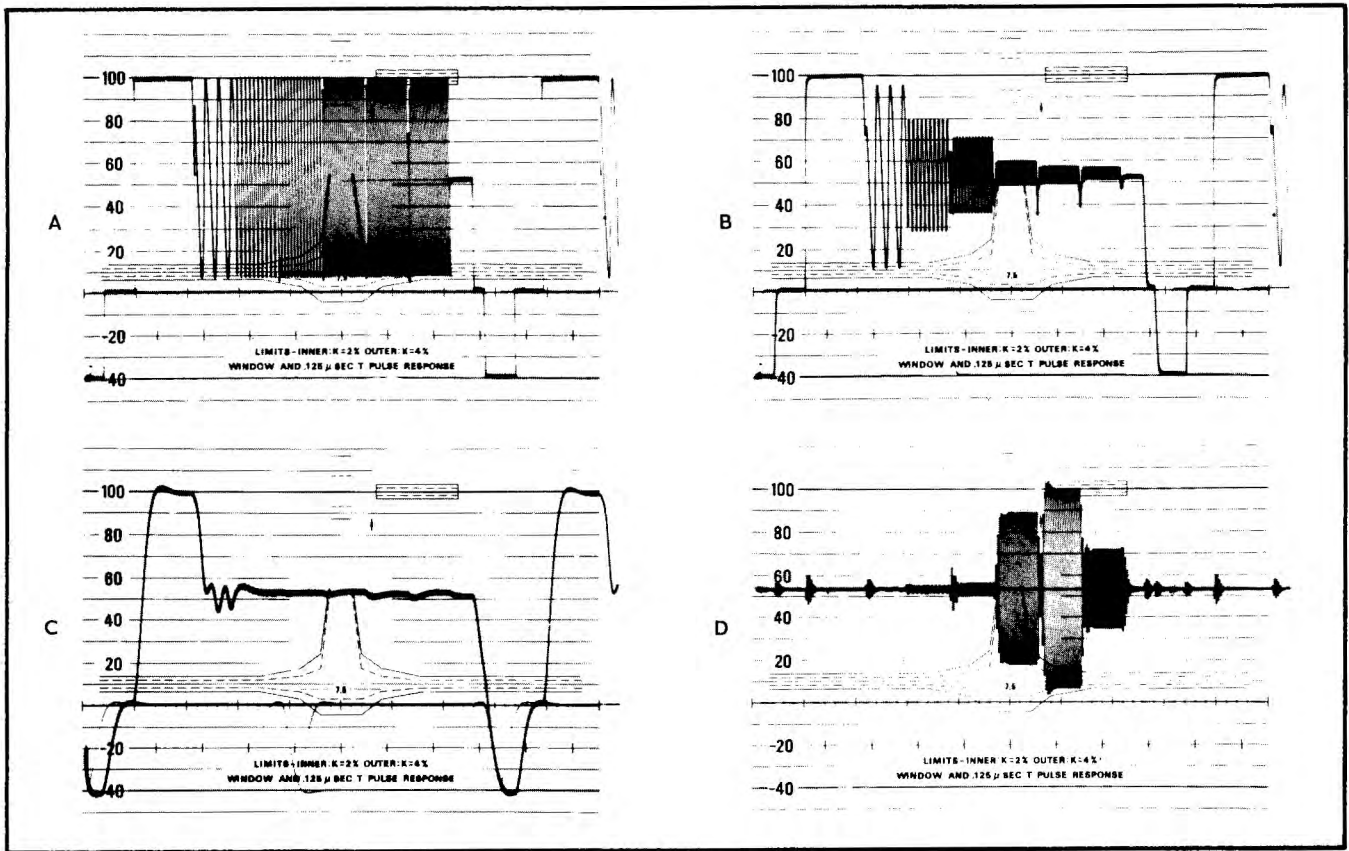 A
100
80
60
40
20
7.5
-20
-40
LIMITS-INNER:K=2% OUTER:K=4%
WINDOW AND .125 μ SEC T PULSE RESPONSE
B
100
80
60
40
20
7.5
-20
-40
LIMITS-INNER:K=2% OUTER:K=4%
WINDOW AND .125 μ SEC T PULSE RESPONSE
C
100
80
60
40
20
7.5
-20
-40
LIMITS-INNER K=2% OUTER:K=4%
WINDOW AND .125 μ SEC T PULSE RESPONSE
D
100
80
60
40
20
7.5
-20
-40
LIMITS-INNER K=2% OUTER:K=4%
WINDOW AND .125 μ SEC T PULSE RESPONSE